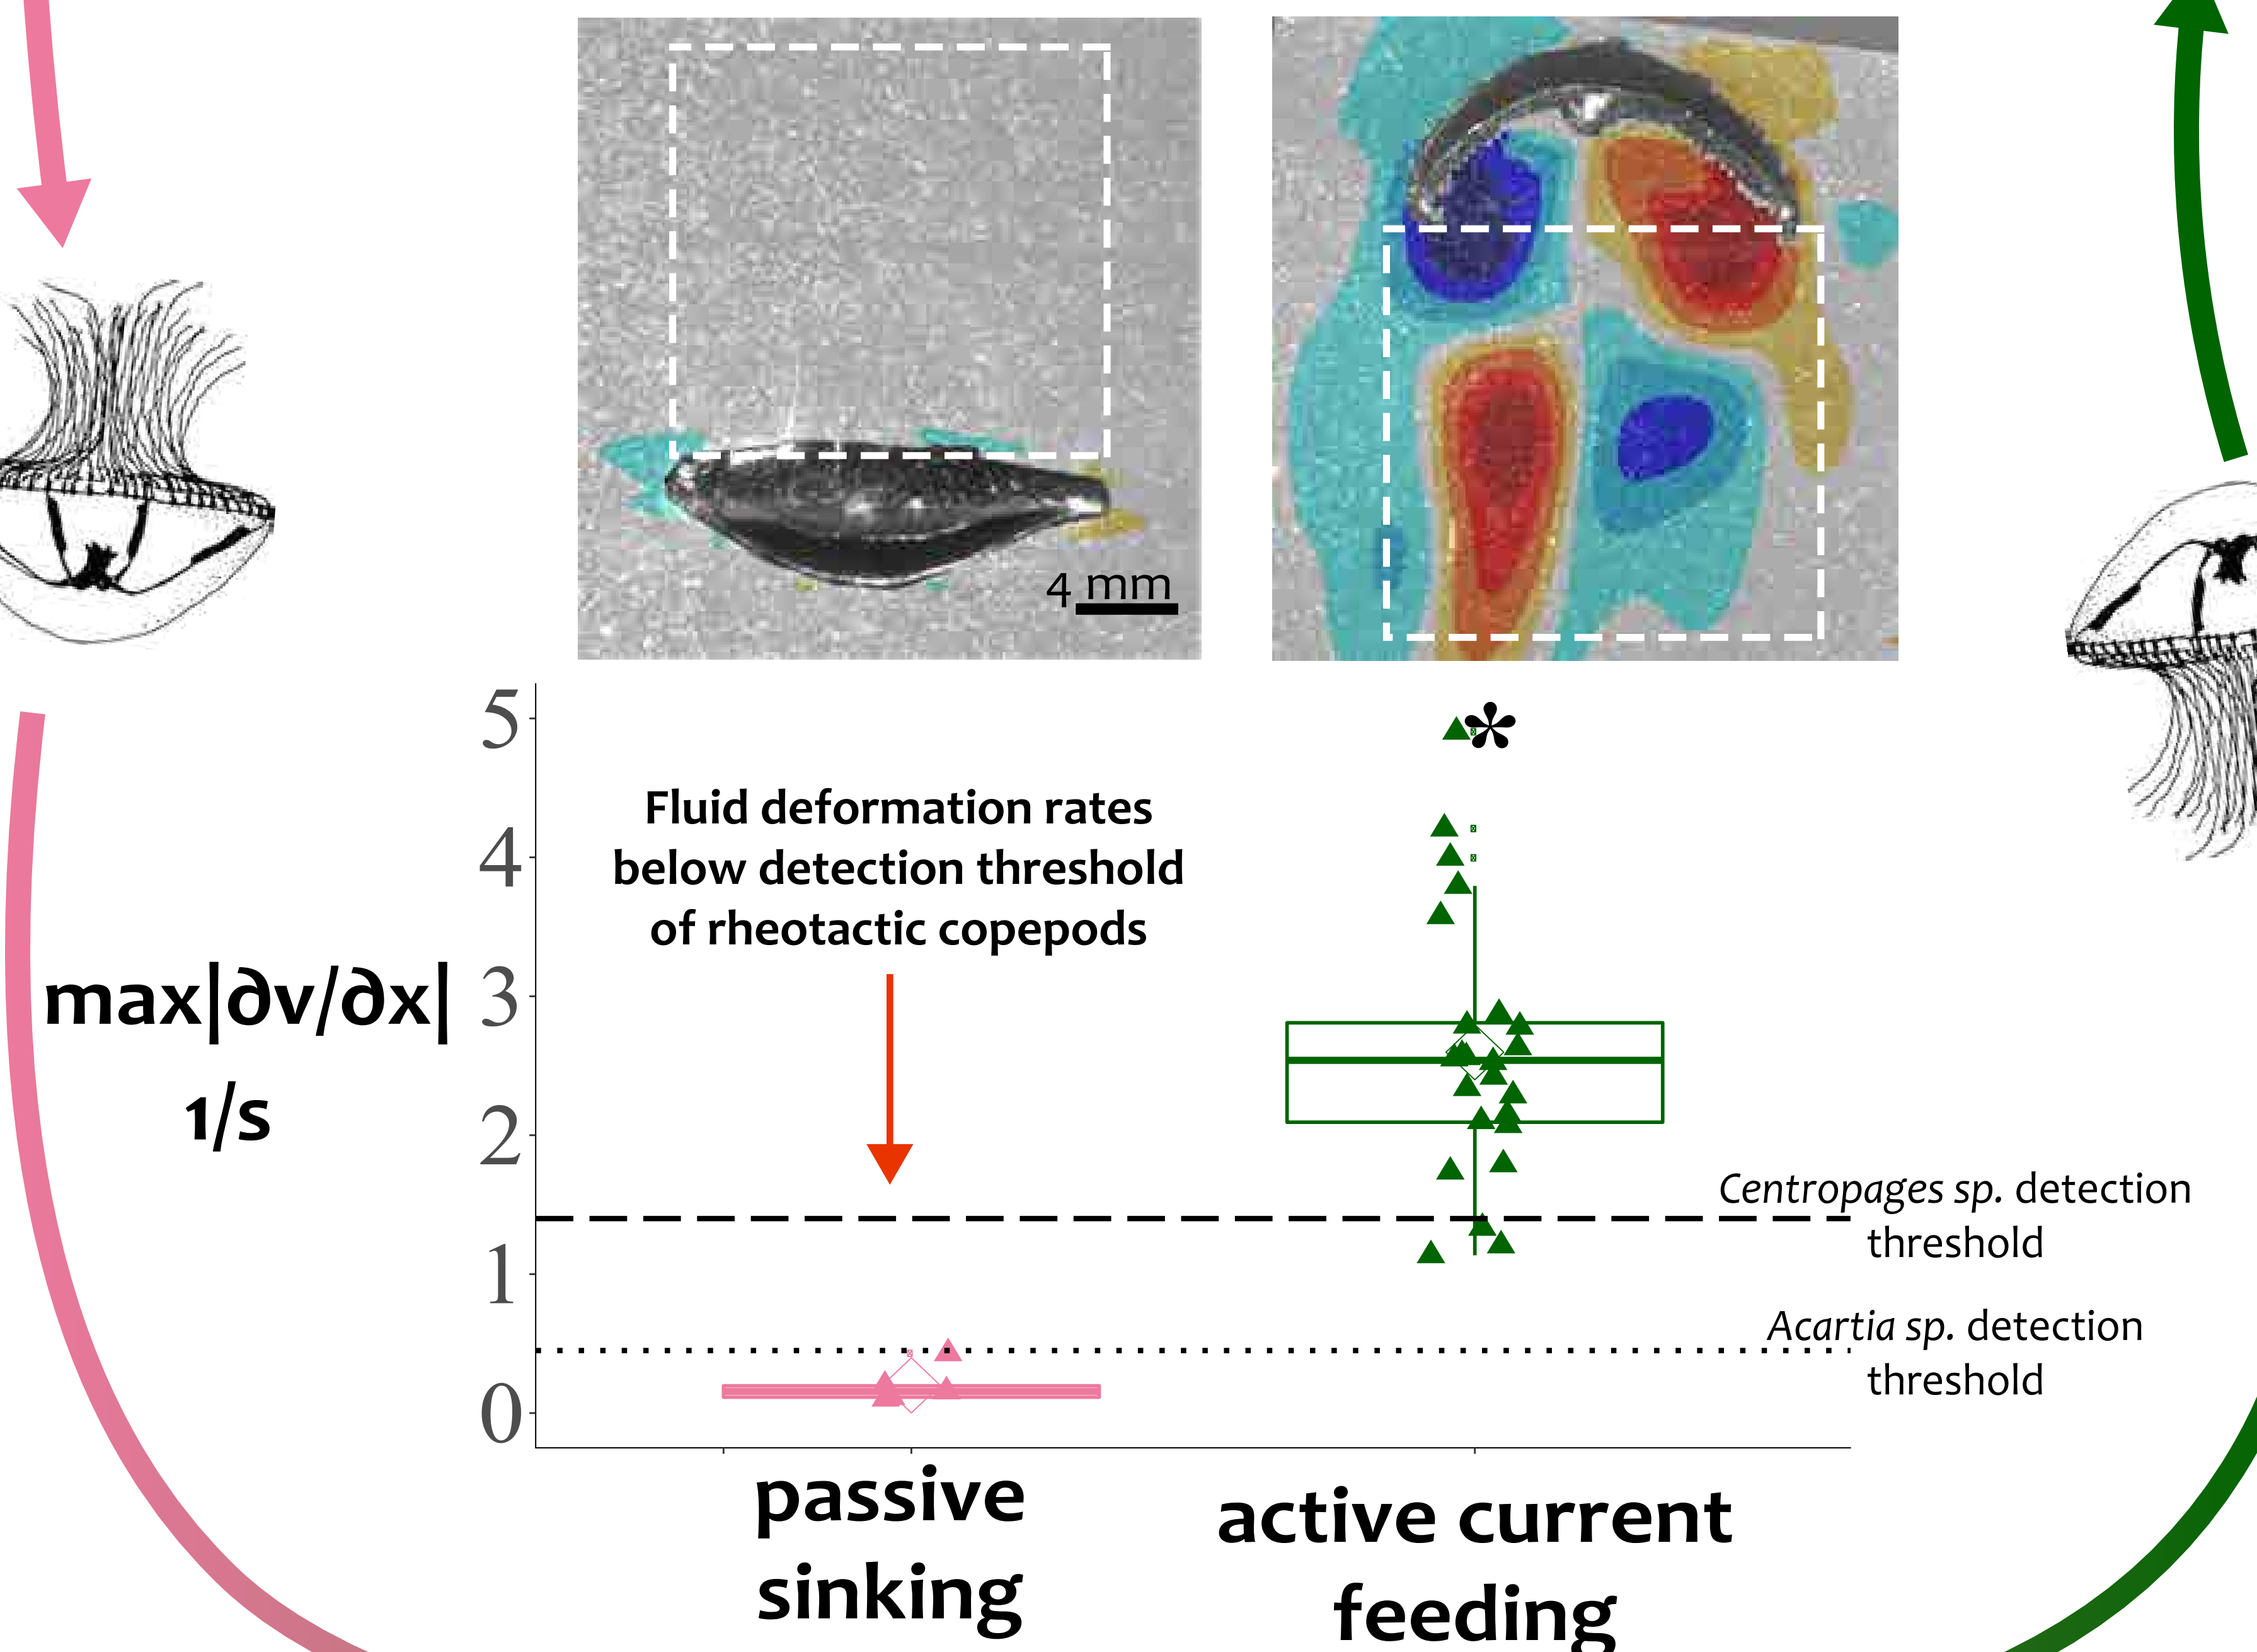 4 mm
5
*
Fluid deformation rates
below detection threshold
of rheotactic copepods
4
max|∂v/∂x|
1/s
3
2
Centropages sp. detection
threshold
1
Acartia sp. detection
threshold
0
passive
sinking
active current
feeding